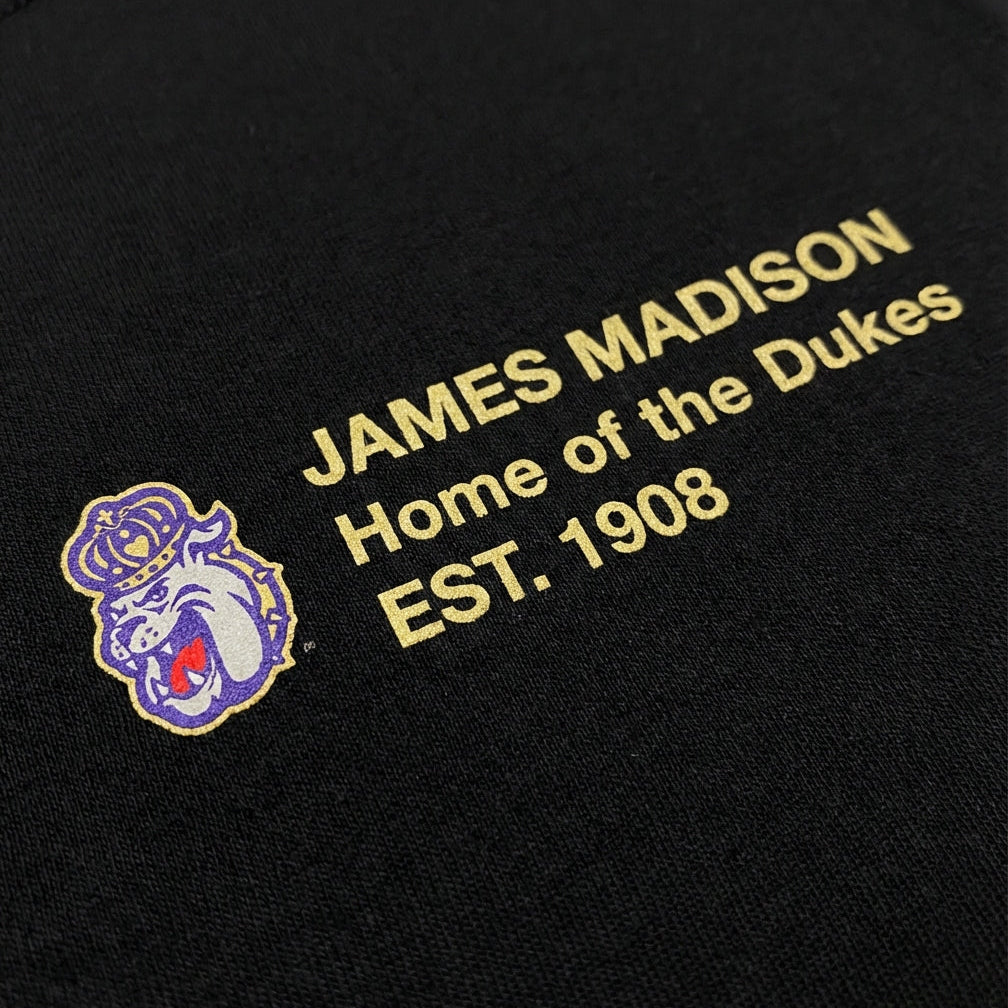 JAMES MADISON
Home of the Dukes
EST. 1908